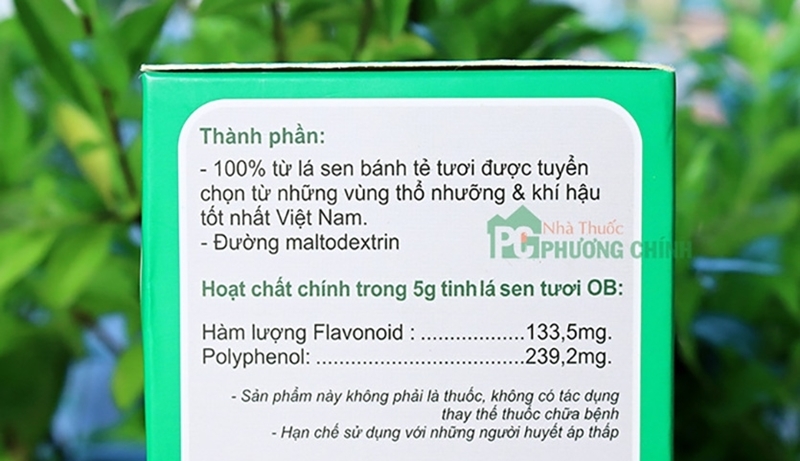 Thành phần:
- 100% từ lá sen bánh tẻ tươi được tuyển
chọn từ những vùng thổ nhưỡng & khí hậu
tốt nhất Việt Nam.
- Đường maltodextrin
PC Nhà Thuốc
PHƯƠNG CHÍNH
Hoạt chất chính trong 5g tinh lá sen tươi OB:
Hàm lượng Flavonoid : ..................133,5mg.
Polyphenol: ....................................239,2mg.
- Sản phẩm này không phải là thuốc, không có tác dụng
thay thế thuốc chữa bệnh
- Hạn chế sử dụng với những người huyết áp thấp